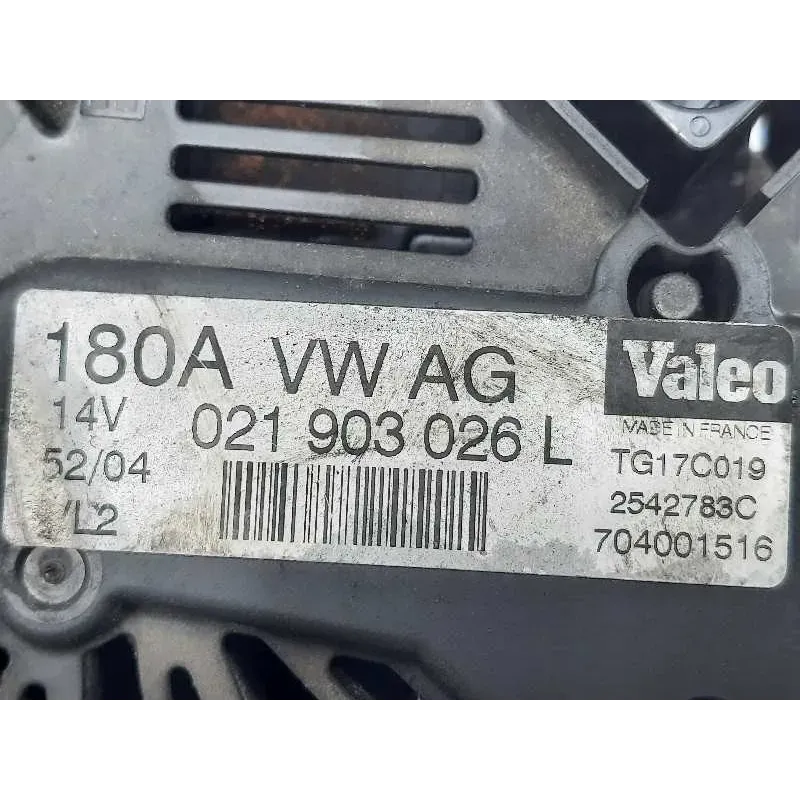 180A VW AG
14V 021 903 026 L
52/04
/L2
Valeo
MADE IN FRANCE
TG17C019
2542783C
704001516